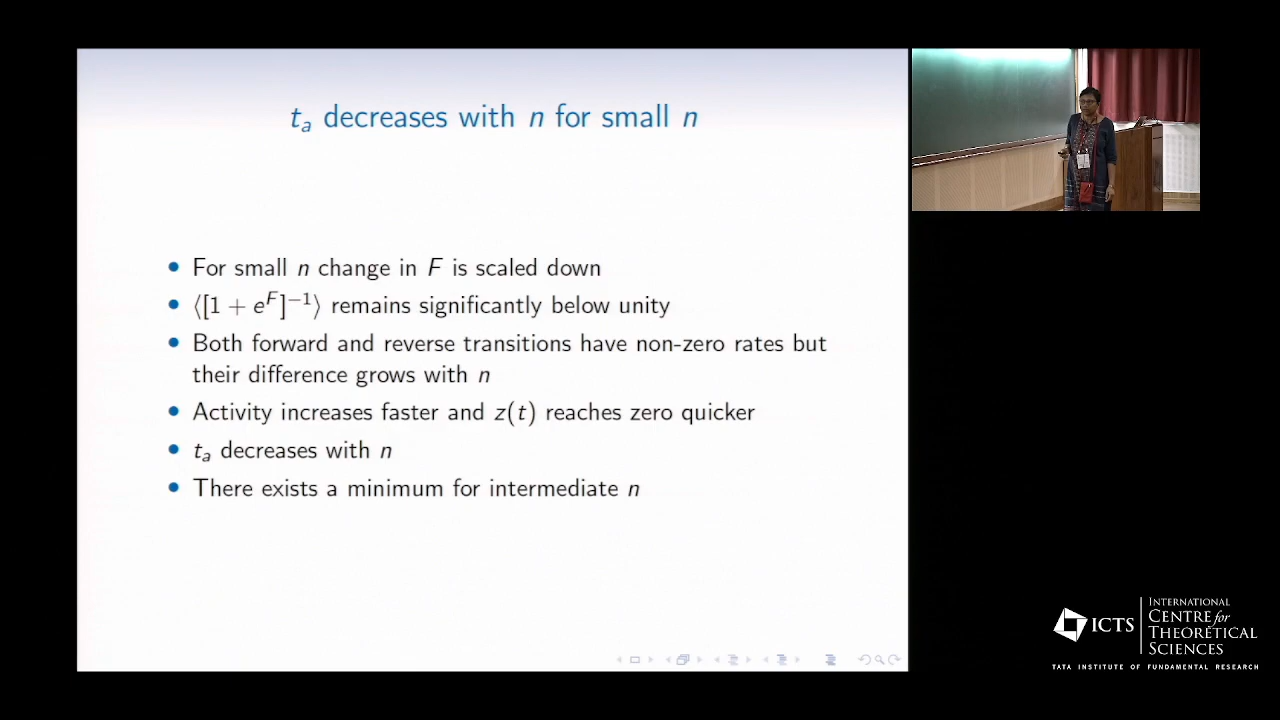 tₐ decreases with n for small n
• For small n change in F is scaled down
• ⟨[1 + e^F]^−1⟩ remains significantly below unity
• Both forward and reverse transitions have non-zero rates but
their difference grows with n
• Activity increases faster and z(t) reaches zero quicker
• tₐ decreases with n
• There exists a minimum for intermediate n
ICTS
INTERNATIONAL
CENTRE for
THEORETICAL
SCIENCES
TATA INSTITUTE OF FUNDAMENTAL RESEARCH